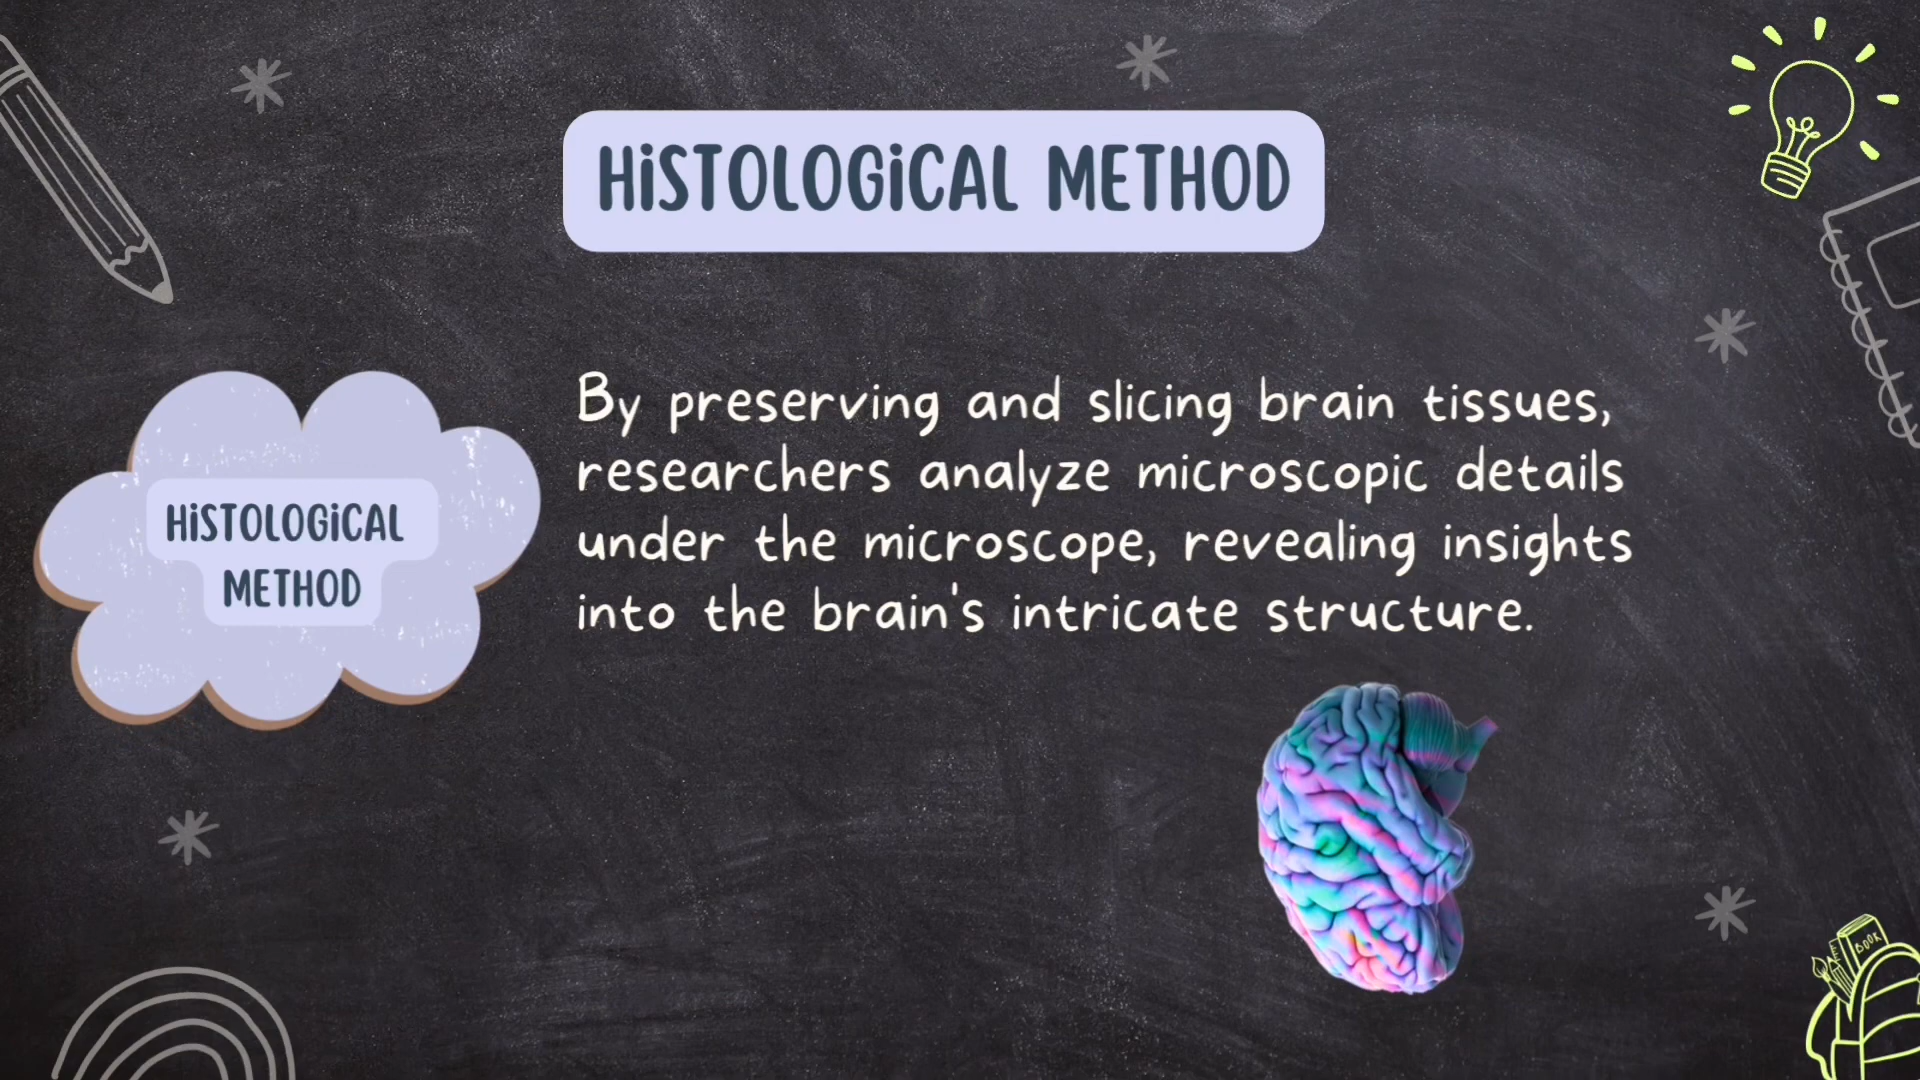 HiSTOLOGiCAL METHOD
HiSTOLOGiCAL
METHOD
By preserving and slicing brain tissues,
researchers analyze microscopic details
under the microscope, revealing insights
into the brain's intricate structure.
BOOK